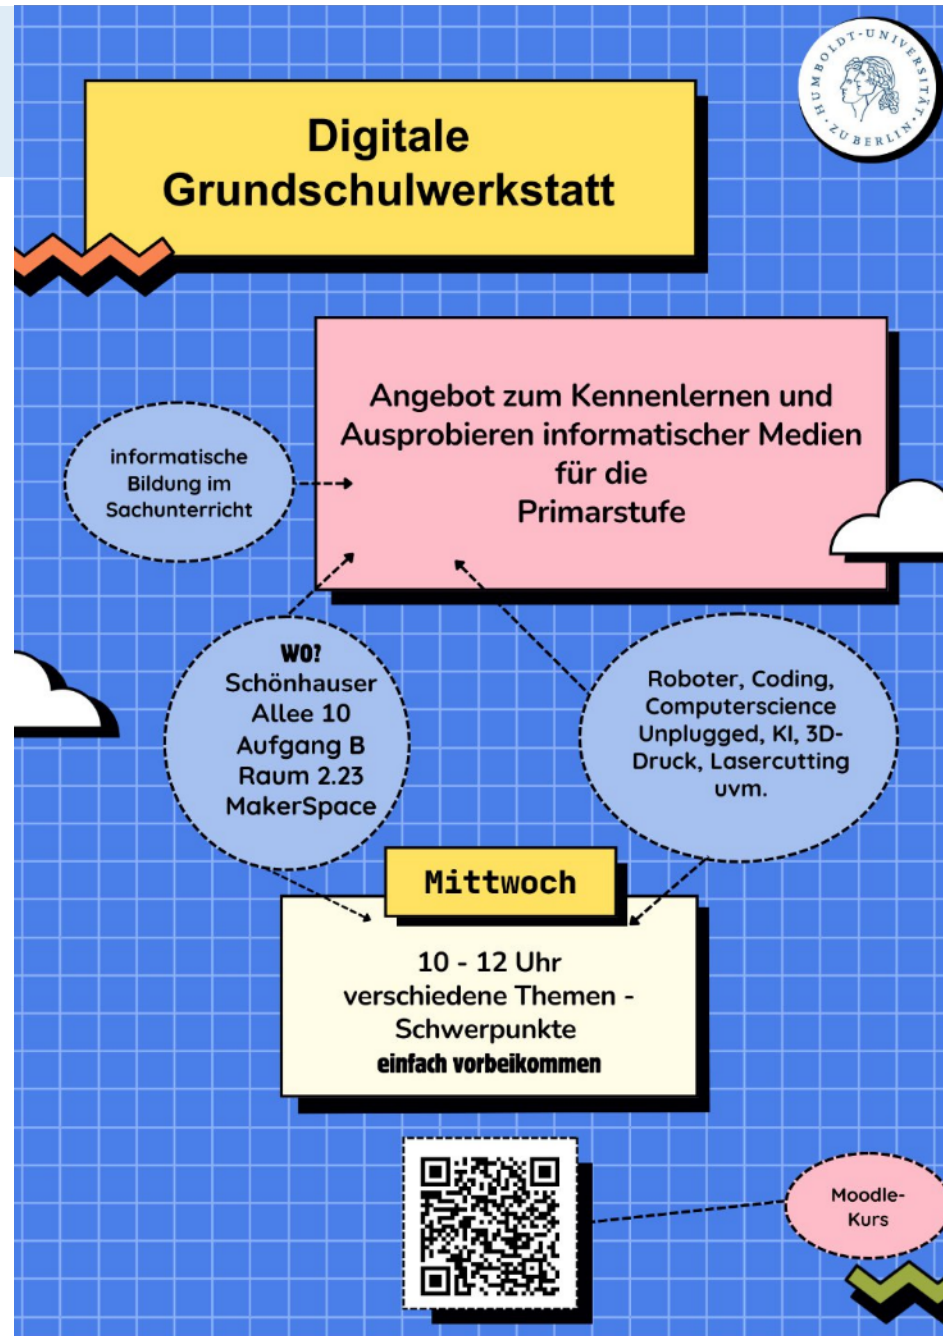 HUMBOLDT-UNIVERSITÄT
ZU BERLIN
Digitale
Grundschulwerkstatt
Angebot zum Kennenlernen und
Ausprobieren informatischer Medien
für die
Primarstufe
informatische
Bildung im
Sachunterricht
WO?
Schönhauser
Allee 10
Aufgang B
Raum 2.23
MakerSpace
Roboter, Coding,
Computerscience
Unplugged, KI, 3D-
Druck, Lasercutting
uvm.
Mittwoch
10 - 12 Uhr
verschiedene Themen -
Schwerpunkte
einfach vorbeikommen
Moodle-
Kurs